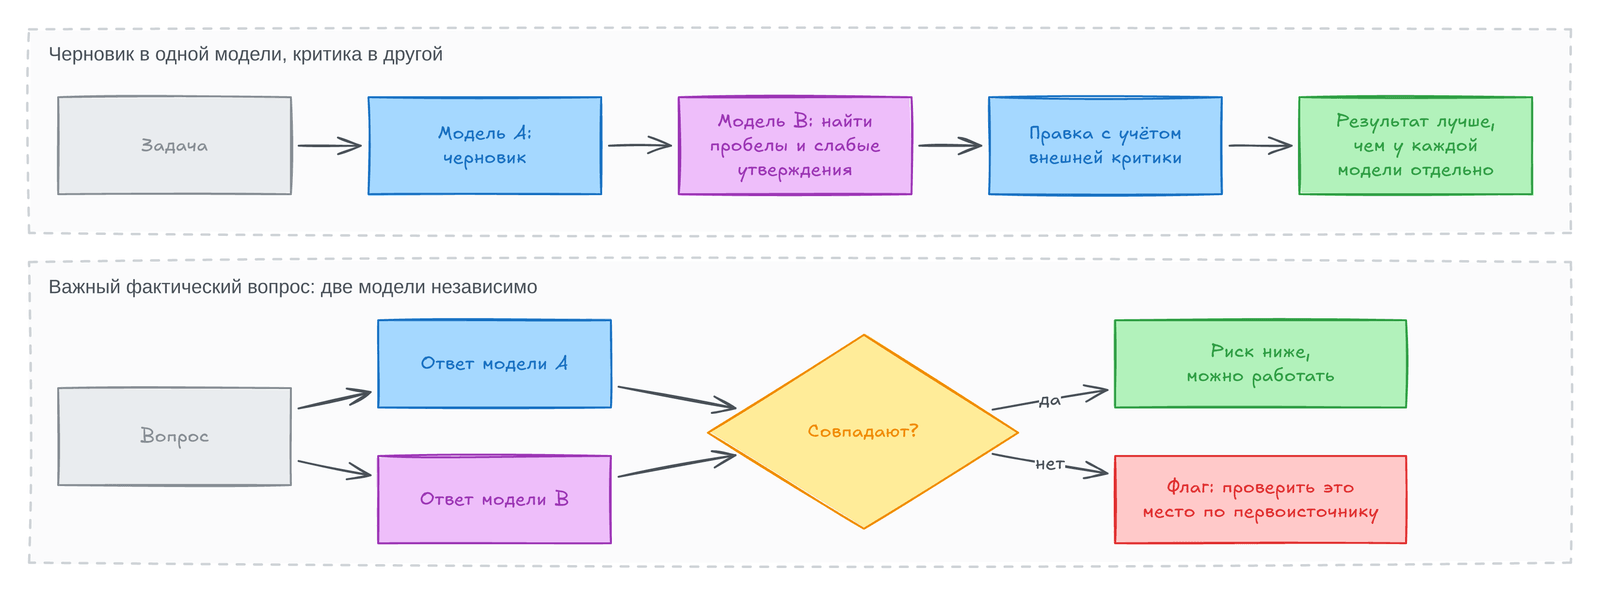 Черновик в одной модели, критика в другой
Задача
Модель A:
черновик
Модель B: найти
пробелы и слабые
утверждения
Правка с учётом
внешней критики
Результат лучше,
чем у каждой
модели отдельно
Важный фактический вопрос: две модели независимо
Вопрос
Ответ модели A
Ответ модели B
Совпадают?
да
нет
Риск ниже,
можно работать
Флаг: проверить это
место по первоисточнику